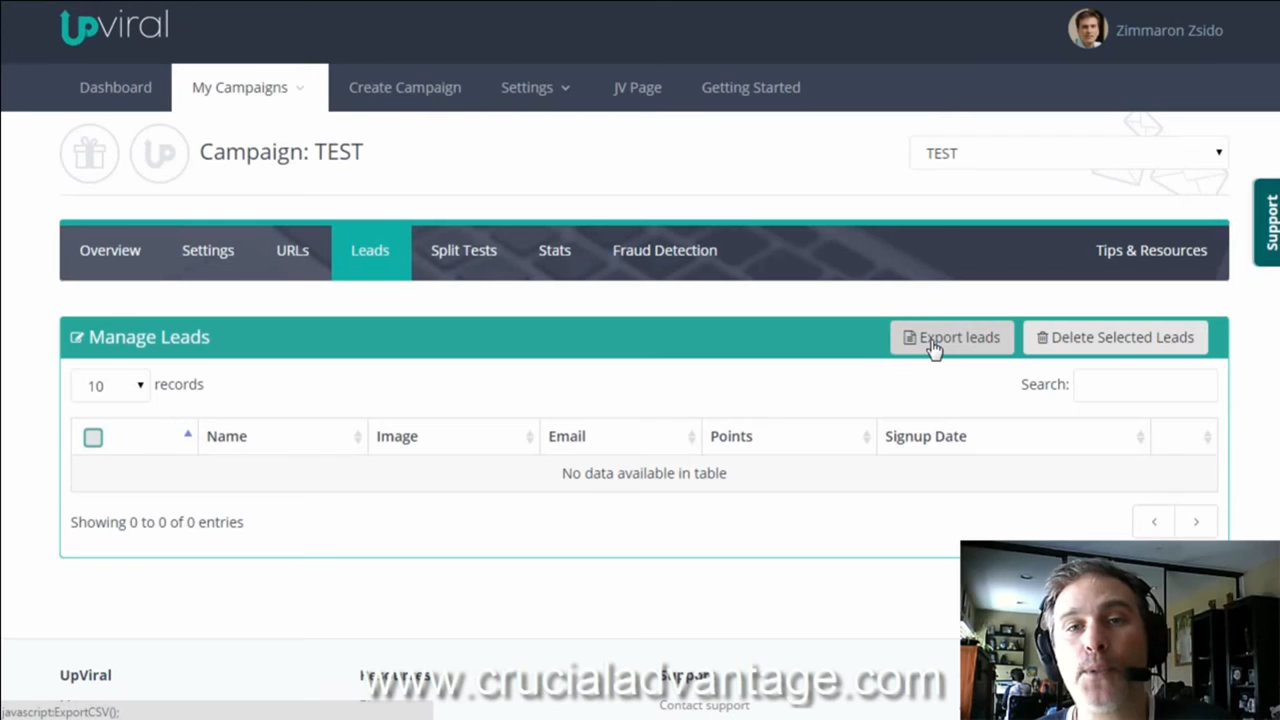 upviral
Zimmaron Zsido
Dashboard
My Campaigns
Create Campaign
Settings
JV Page
Getting Started
Campaign: TEST
TEST
Support
Overview
Settings
URLs
Leads
Split Tests
Stats
Fraud Detection
Tips & Resources
Manage Leads
Export leads
Delete Selected Leads
10 records
Search:
Name
Image
Email
Points
Signup Date
No data available in table
Showing 0 to 0 of 0 entries
UpViral
Resources
Support
www.crucialadvantage.com
Contact support
javascript:ExportCSV();